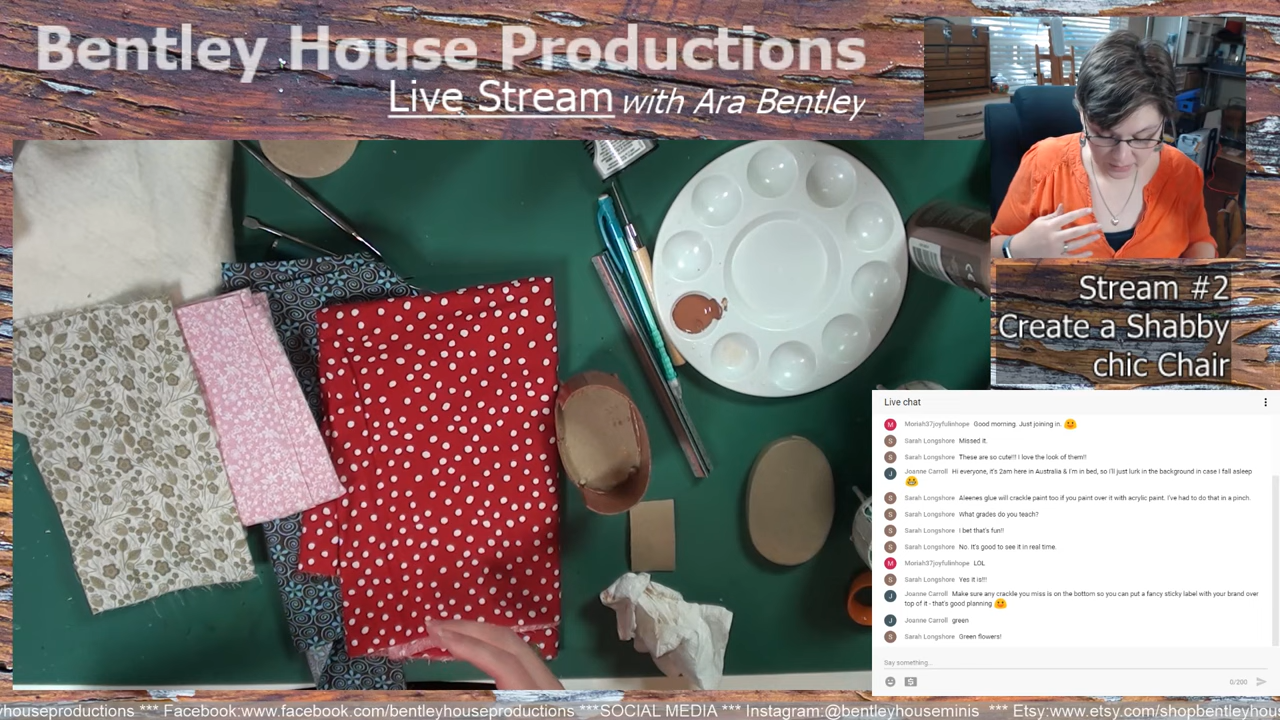 Bentley House Productions
Live Stream with Ara Bentley
Stream #2
Create a Shabby
chic Chair
Live chat
M Moriah37joyfulinhope Good morning. Just joining in.
S Sarah Longshore Missed it.
S Sarah Longshore These are so cute!!! I love the look of them!!
J Joanne Carroll Hi everyone, it's 2am here in Australia & I'm in bed, so I'll just lurk in the background in case I fall asleep
S Sarah Longshore Aleenes glue will crackle paint too if you paint over it with acrylic paint. I've had to do that in a pinch.
S Sarah Longshore What grades do you teach?
S Sarah Longshore I bet that's fun!!
S Sarah Longshore No. It's good to see it in real time.
M Moriah37joyfulinhope LOL
S Sarah Longshore Yes it is!!!
J Joanne Carroll Make sure any crackle you miss is on the bottom so you can put a fancy sticky label with your brand over
top of it - that's good planning
J Joanne Carroll green
S Sarah Longshore Green flowers!
Say something...
0/200
yhouseproductions *** Facebook:www.facebook.com/bentleyhouseproductions ***SOCIAL MEDIA *** Instagram:@bentleyhouseminis *** Etsy:www.etsy.com/shopbentleyhou